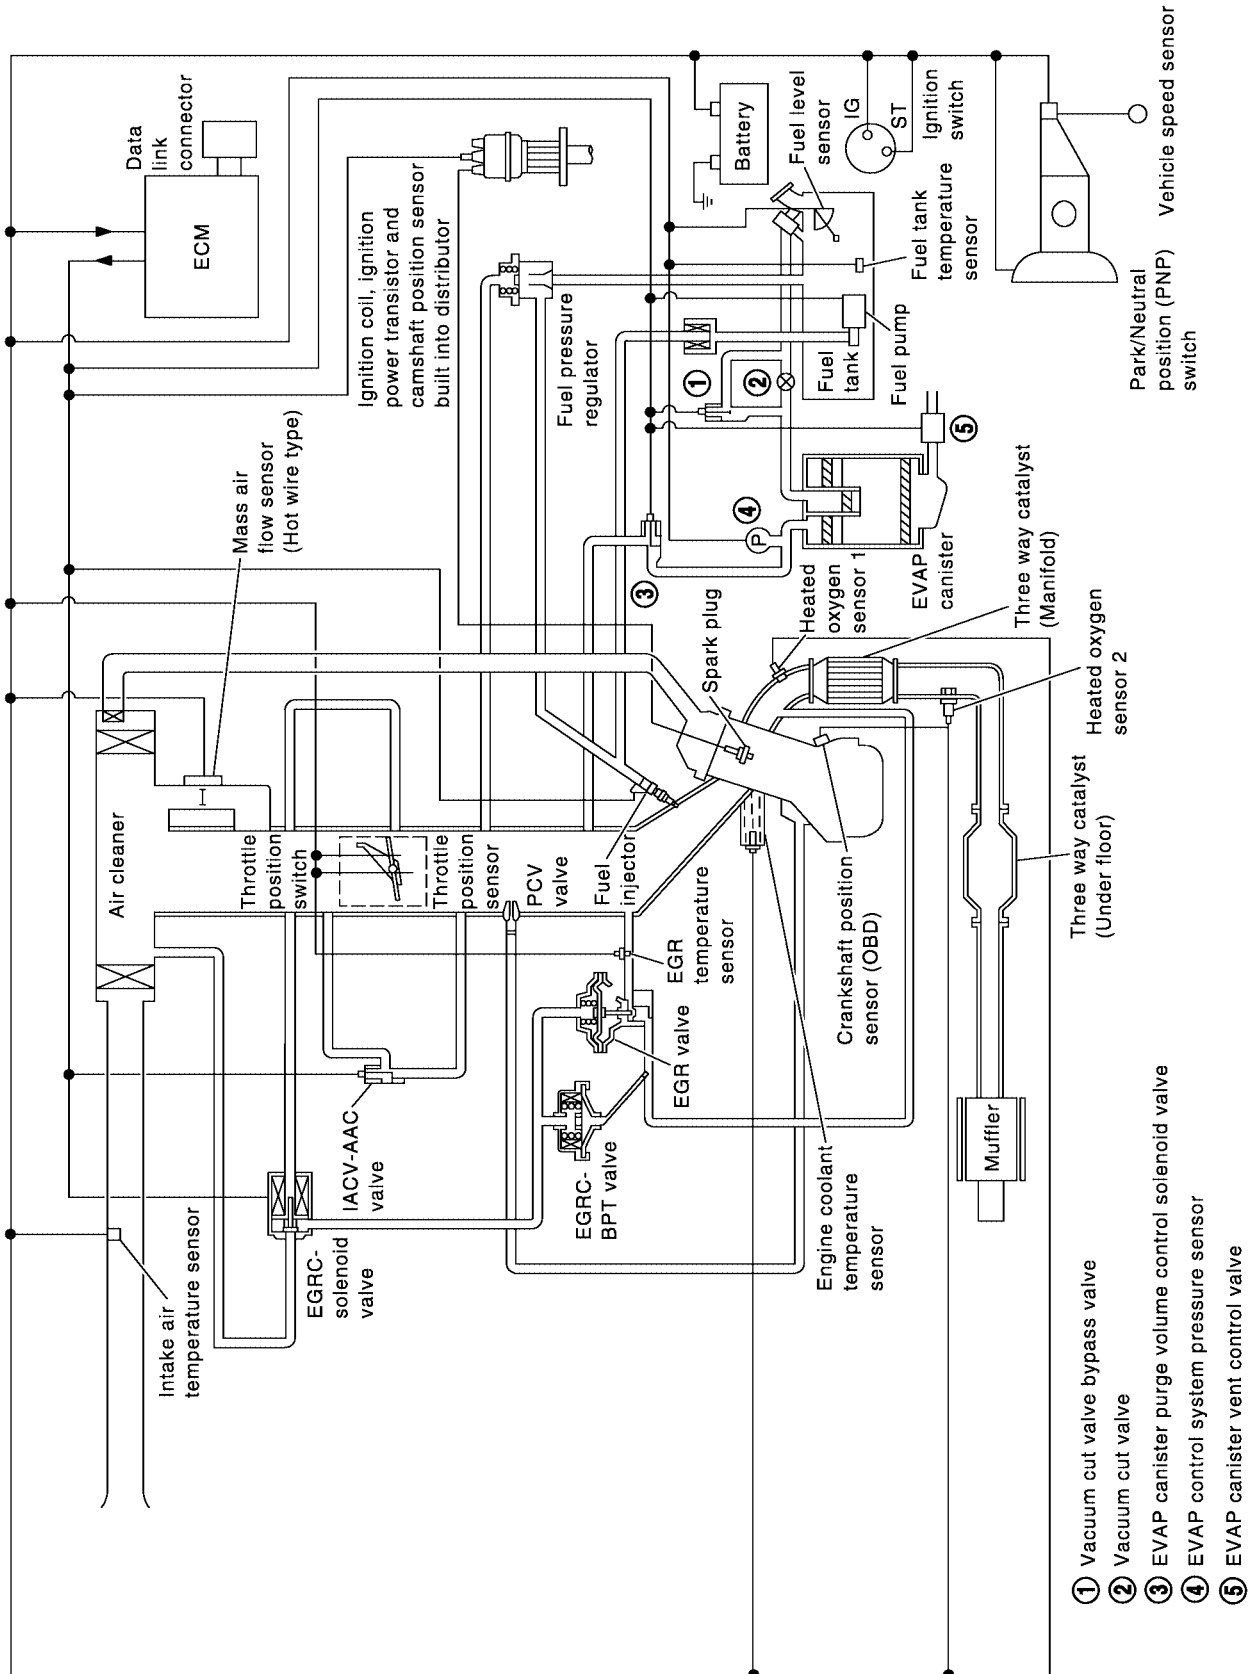 Intake air
temperature sensor
Air cleaner
Mass air
flow sensor
(Hot wire type)
ECM
Data
link
connector
EGRC-
solenoid
valve
IACV-AAC
valve
Throttle
position
switch
Throttle
position
sensor
Ignition coil, ignition
power transistor and
camshaft position sensor
built into distributor
EGRC-
BPT valve
EGR valve
EGR
temperature
sensor
PCV
valve
Fuel
injector
Fuel pressure
regulator
Engine coolant
temperature
sensor
Crankshaft position
sensor (OBD)
Spark plug
Heated
oxygen
sensor 1
3
4
P
1
2
Battery
Fuel
tank
Fuel pump
Fuel tank
temperature
sensor
Fuel level
sensor
IG
ST
Ignition
switch
EVAP
canister
5
Muffler
Three way catalyst
(Under floor)
Heated oxygen
sensor 2
Three way catalyst
(Manifold)
Park/Neutral
position (PNP)
switch
Vehicle speed sensor
1 Vacuum cut valve bypass valve
2 Vacuum cut valve
3 EVAP canister purge volume control solenoid valve
4 EVAP control system pressure sensor
5 EVAP canister vent control valve